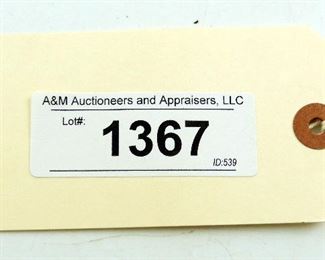 A&M Auctioneers and Appraisers, LLC
Lot#: 1367
ID:539